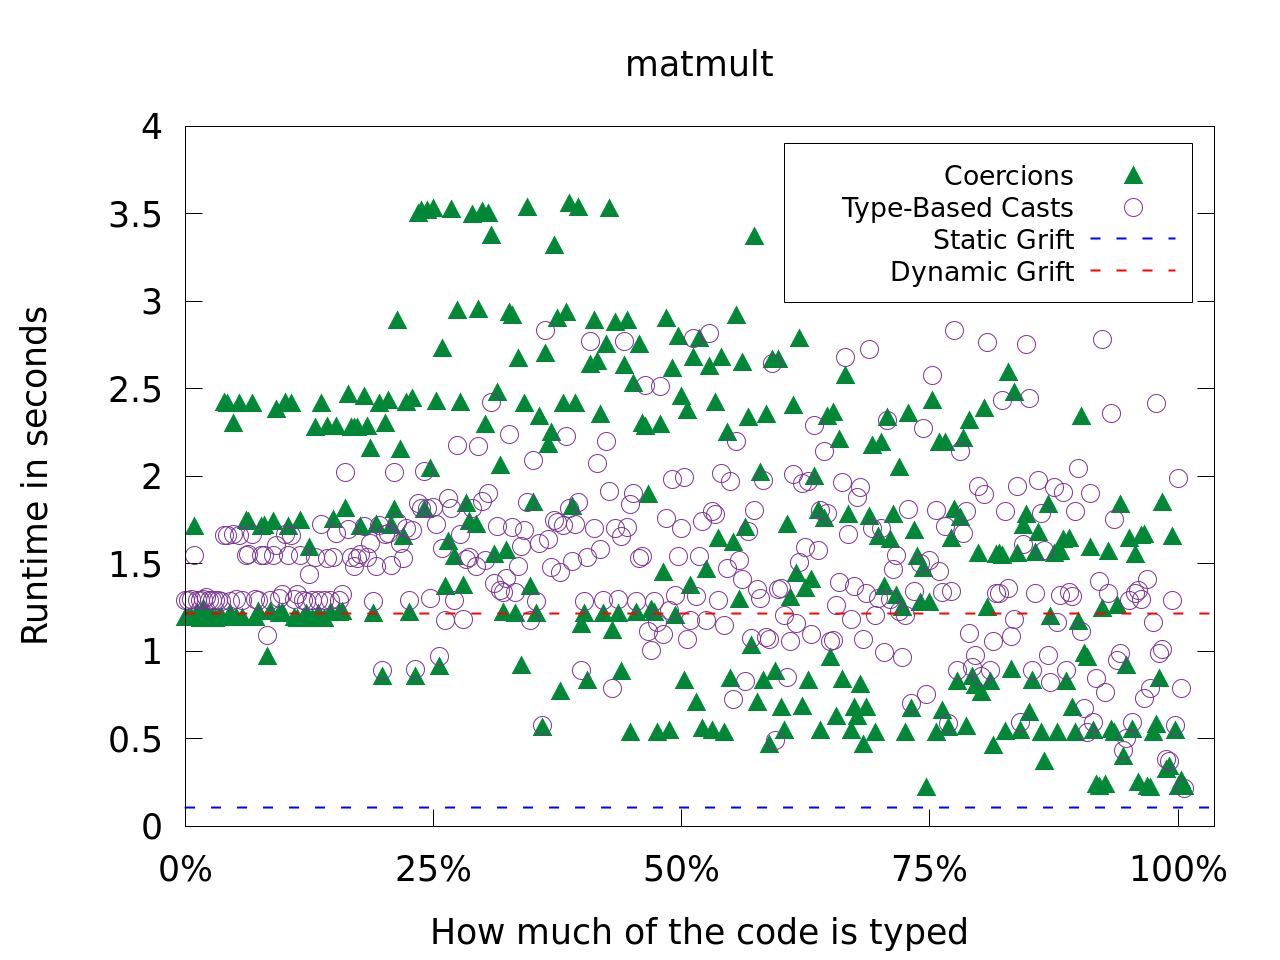 matmult
4
3.5
3
2.5
2
1.5
1
0.5
0
Runtime in seconds
Coercions
Type-Based Casts
Static Grift
Dynamic Grift
0% 25% 50% 75% 100%
How much of the code is typed